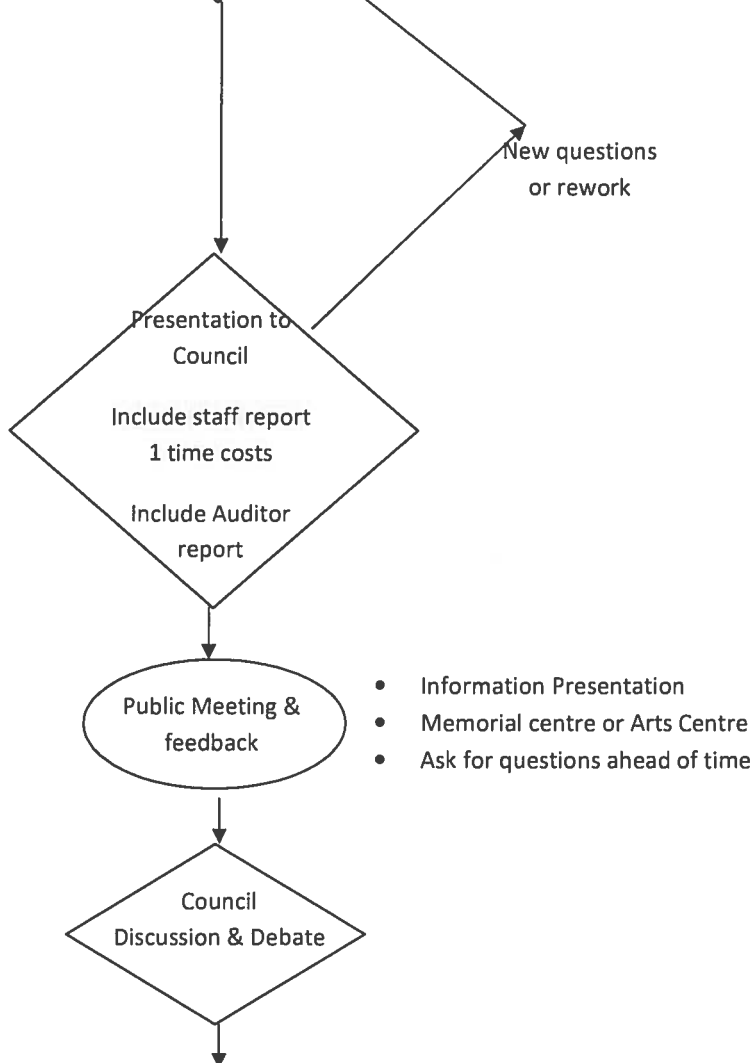 New questions
or rework
Presentation to
Council
Include staff report
1 time costs
Include Auditor
report
Public Meeting &
feedback
• Information Presentation
• Memorial centre or Arts Centre
• Ask for questions ahead of time
Council
Discussion & Debate